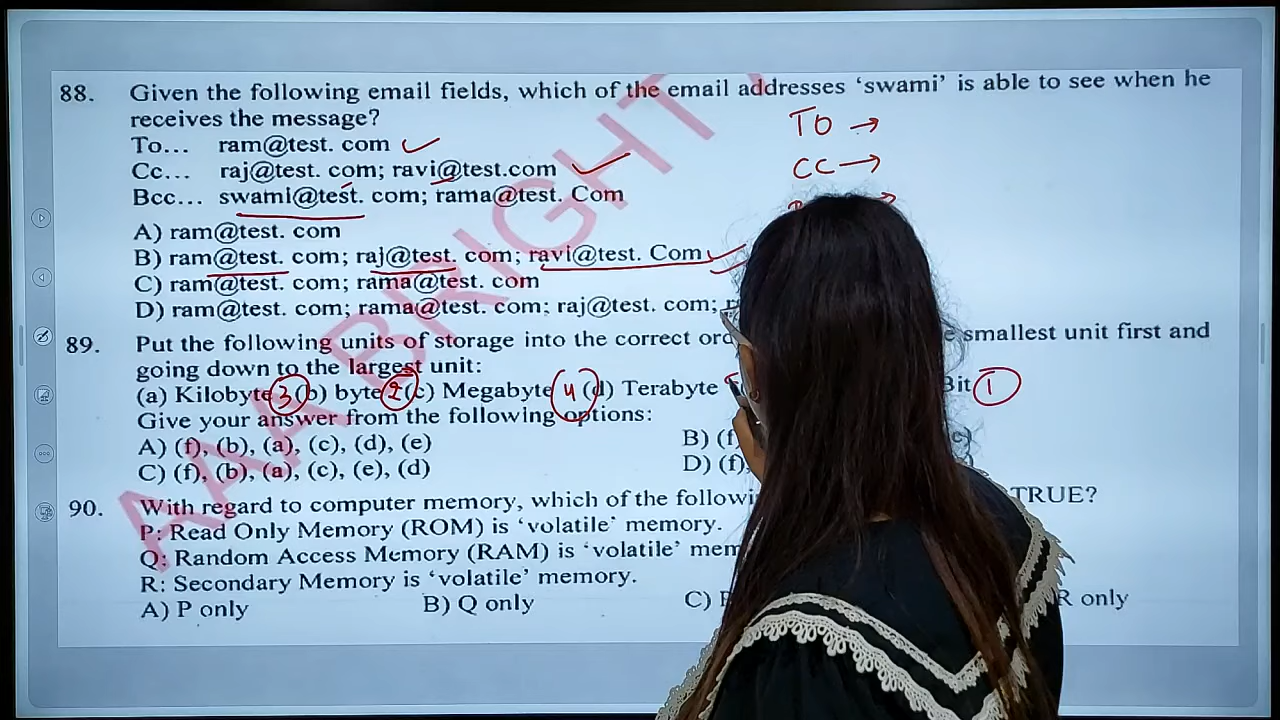 88. Given the following email fields, which of the email addresses 'swami' is able to see when he
receives the message?
To... ram@test. com
Cc... raj@test. com; ravi@test.com
Bcc... swami@test. com; rama@test. Com
A) ram@test. com
B) ram@test. com; raj@test. com; ravi@test. Com
C) ram@test. com; rama@test. com
D) ram@test. com; rama@test. com; raj@test. com;
TO →
CC →
89. Put the following units of storage into the correct smallest unit first and
going down to the largest unit:
(a) Kilobyte 3 (b) byte 2 (c) Megabyte 4 (d) Terabyte Bit 1
Give your answer from the following options:
A) (f), (b), (a), (c), (d), (e) B)
C) (f), (b), (a), (c), (e), (d) D) (f),
90. With regard to computer memory, which of the TRUE?
P: Read Only Memory (ROM) is 'volatile' memory.
Q: Random Access Memory (RAM) is 'volatile'
R: Secondary Memory is 'volatile' memory.
A) P only B) Q only C) R only
AAABRIGHT